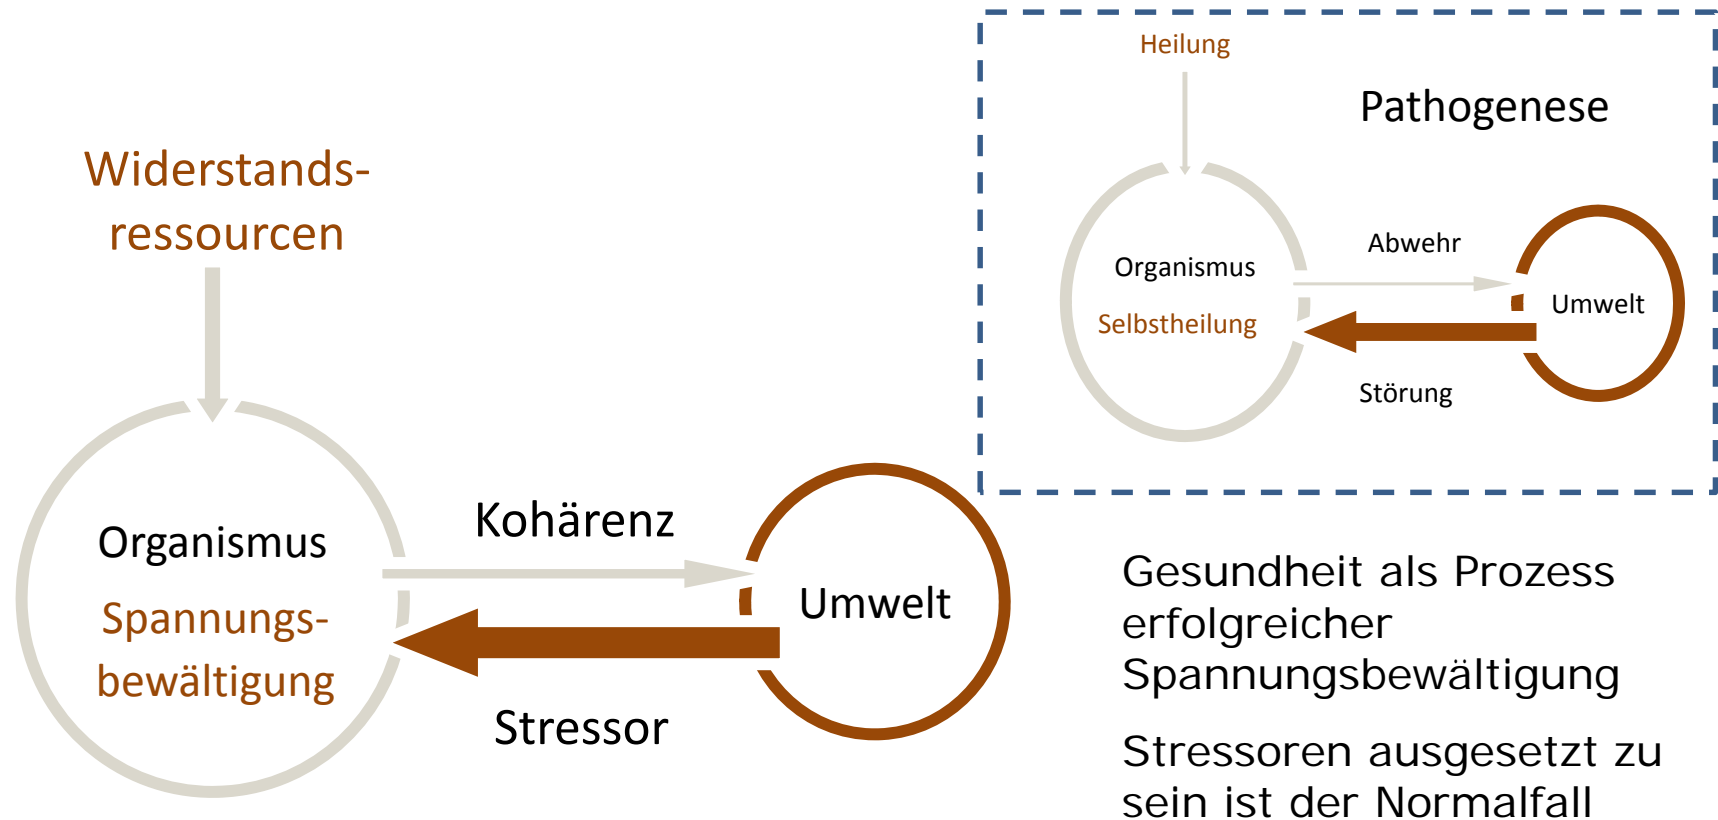 Widerstands-
ressourcen
Organismus
Spannungs-
bewältigung
Kohärenz
Stressor
Umwelt
Heilung
Pathogenese
Organismus
Selbstheilung
Abwehr
Störung
Umwelt
Gesundheit als Prozess
erfolgreicher
Spannungsbewältigung
Stressoren ausgesetzt zu
sein ist der Normalfall